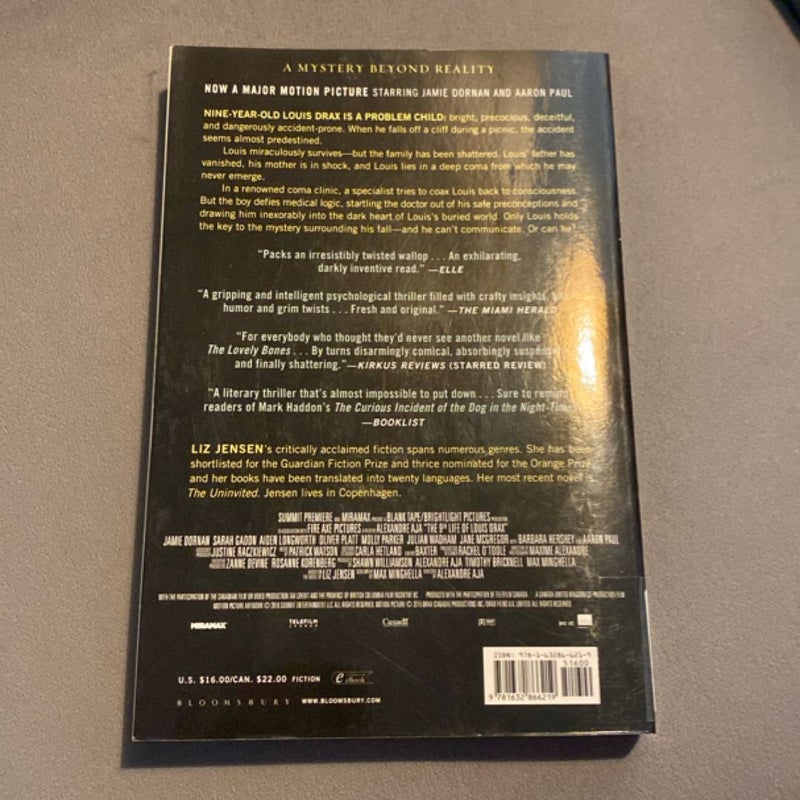 A MYSTERY BEYOND REALITY
NOW A MAJOR MOTION PICTURE STARRING JAMIE DORNAN AND AARON PAUL
NINE-YEAR-OLD LOUIS DRAX IS A PROBLEM CHILD: bright, precocious, deceitful,
and dangerously accident-prone. When he falls off a cliff during a picnic, the accident
seems almost predestined.
Louis miraculously survives—but the family has been shattered. Louis' father has
vanished, his mother is in shock, and Louis lies in a deep coma from which he may
never emerge.
In a renowned coma clinic, a specialist tries to coax Louis back to consciousness.
But the boy defies medical logic, startling the doctor out of his safe preconceptions and
drawing him inexorably into the dark heart of Louis's buried world. Only Louis holds
the key to the mystery surrounding his fall—and he can't communicate. Or can he?
"Packs an irresistibly twisted wallop . . . An exhilarating,
darkly inventive read." —ELLE
"A gripping and intelligent psychological thriller filled with crafty insights,
humor and grim twists . . . Fresh and original." —THE MIAMI HERALD
"For everybody who thought they'd never see another novel like
The Lovely Bones . . . By turns disarmingly comical, absorbingly
and finally shattering."—KIRKUS REVIEWS (STARRED REVIEW)
"A literary thriller that's almost impossible to put down . . . Sure to remind
readers of Mark Haddon's The Curious Incident of the Dog in the Night-Time
—BOOKLIST
LIZ JENSEN's critically acclaimed fiction spans numerous genres. She has been
shortlisted for the Guardian Fiction Prize and thrice nominated for the Orange Prize,
and her books have been translated into twenty languages. Her most recent novel is
The Uninvited. Jensen lives in Copenhagen.
SUMMIT PREMIERE MIRAMAX BLANK TAPE/BRIGHTLIGHT PICTURES
FIRE AXE PICTURES ALEXANDRE AJA "THE 9TH LIFE OF LOUIS DRAX"
JAMIE DORNAN SARAH GADON AIDEN LONGWORTH OLIVER PLATT MOLLY PARKER JULIAN WADHAM JANE MCGREGOR BARBARA HERSHEY AARON PAUL
JUSTINE RACZKIEWICZ PATRICK WATSON CARLA HETLAND BAXTER RACHEL O'TOOLE MAXIME ALEXANDRE
ZANNE DEVINE ROSANNE KORENBERG SHAWN WILLIAMSON ALEXANDRE AJA TIMOTHY BRICKNELL MAX MINGHELLA
LIZ JENSEN MAX MINGHELLA ALEXANDRE AJA
MIRAMAX TELEFILM Canada
ISBN: 978-1-63286-621-9
51600
U.S. $16.00/CAN. $22.00 FICTION eBook
9 781632 866219
BLOOMSBURY WWW.BLOOMSBURY.COM